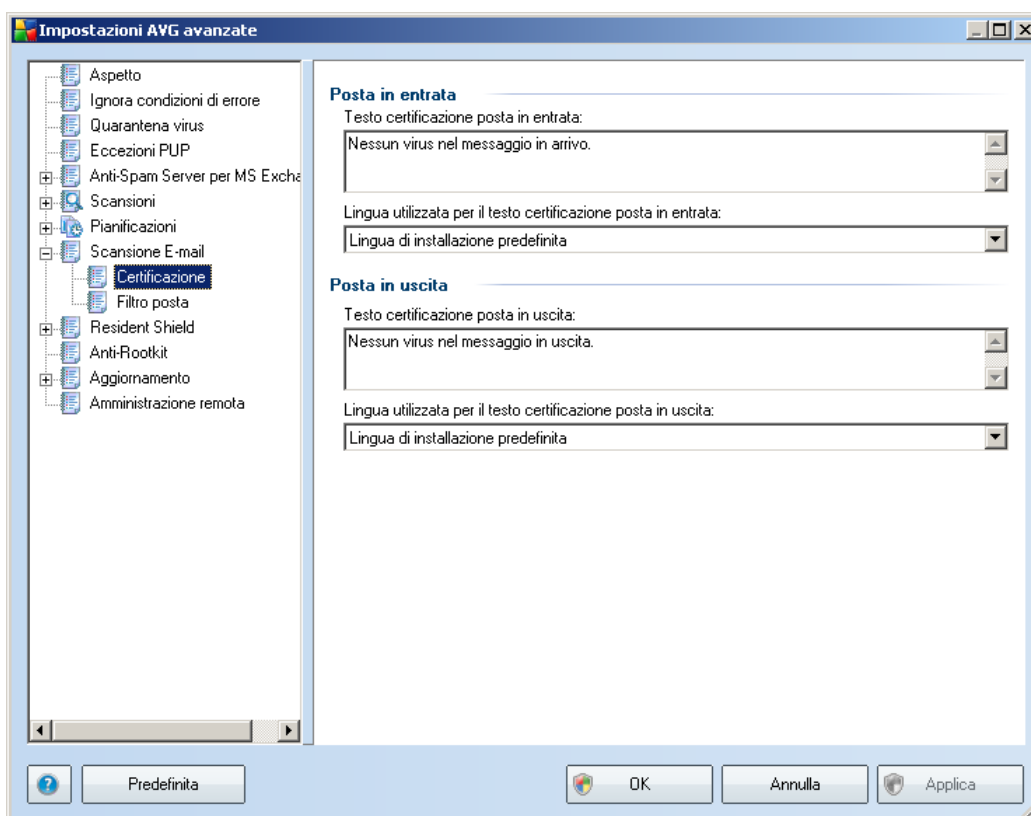 Impostazioni AVG avanzate
Aspetto
Ignora condizioni di errore
Quarantena virus
Eccezioni PUP
Anti-Spam Server per MS Excha
Scansioni
Pianificazioni
Scansione E-mail
Certificazione
Filtro posta
Resident Shield
Anti-Rootkit
Aggiornamento
Amministrazione remota
Posta in entrata
Testo certificazione posta in entrata:
Nessun virus nel messaggio in arrivo.
Lingua utilizzata per il testo certificazione posta in entrata:
Lingua di installazione predefinita
Posta in uscita
Testo certificazione posta in uscita:
Nessun virus nel messaggio in uscita.
Lingua utilizzata per il testo certificazione posta in uscita:
Lingua di installazione predefinita
Predefinita
OK
Annulla
Applica